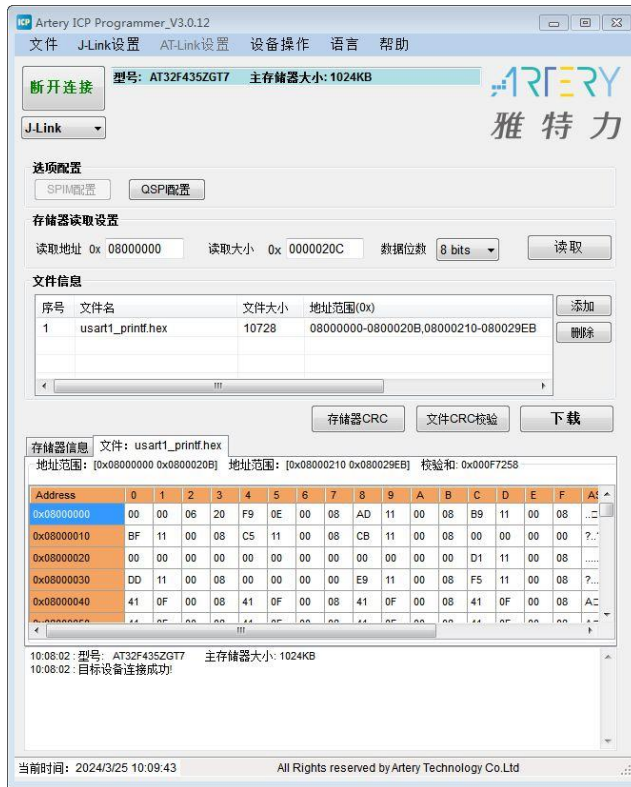 Artery ICP Programmer_V3.0.12
文件 J-Link设置 AT-Link设置 设备操作 语言 帮助
断开连接 型号: AT32F435ZGT7 主存储器大小: 1024KB
ARTERY
J-Link 雅特力
选项配置
SPIM配置 QSPI配置
存储器读取设置
读取地址 0x 08000000 读取大小 0x 0000020C 数据位数 8 bits 读取
文件信息
序号 文件名 文件大小 地址范围(0x) 添加
1 usart1_printf.hex 10728 08000000-0800020B,08000210-080029EB 删除
存储器CRC 文件CRC校验 下载
存储器信息 文件: usart1_printf.hex
地址范围: [0x08000000 0x0800020B] 地址范围: [0x08000210 0x080029EB] 校验和: 0x000F7258
Address 0 1 2 3 4 5 6 7 8 9 A B C D E F
0x08000000 00 00 06 20 F9 0E 00 08 AD 11 00 08 B9 11 00 08
0x08000010 BF 11 00 08 C5 11 00 08 CB 11 00 08 00 00 00 00 ?..
0x08000020 00 00 00 00 00 00 00 00 00 00 00 00 D1 11 00 08 .....
0x08000030 DD 11 00 08 00 00 00 00 E9 11 00 08 F5 11 00 08 ?...
0x08000040 41 0F 00 08 41 0F 00 08 41 0F 00 08 41 0F 00 08
10:08:02 : 型号: AT32F435ZGT7 主存储器大小: 1024KB
10:08:02 : 目标设备连接成功!
当前时间: 2024/3/25 10:09:43 All Rights reserved by Artery Technology Co.Ltd